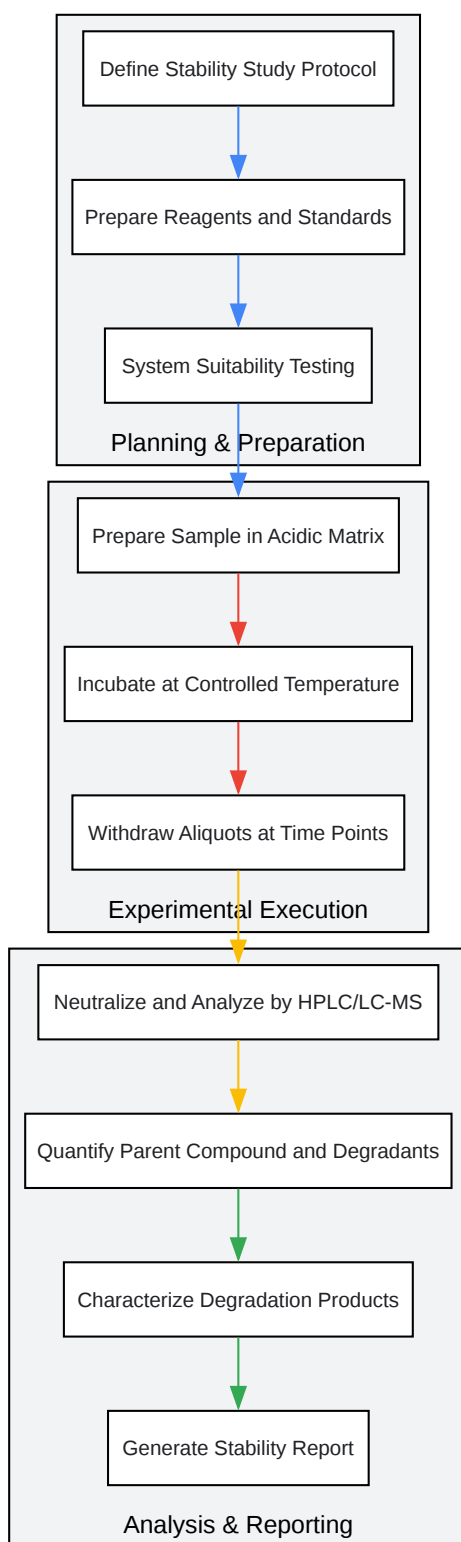 Define Stability Study Protocol
Prepare Reagents and Standards
System Suitability Testing
Planning & Preparation
Prepare Sample in Acidic Matrix
Incubate at Controlled Temperature
Withdraw Aliquots at Time Points
Experimental Execution
Neutralize and Analyze by HPLC/LC-MS
Quantify Parent Compound and Degradants
Characterize Degradation Products
Generate Stability Report
Analysis & Reporting